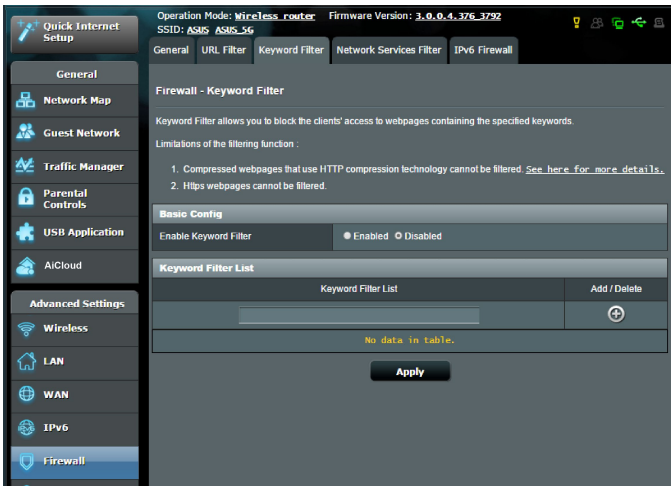 Quick Internet
Setup
Operation Mode: Wireless router Firmware Version: 3.0.0.4.376_3792
SSID: ASUS ASUS_5G
General URL Filter Keyword Filter Network Services Filter IPv6 Firewall
General
Network Map
Guest Network
Traffic Manager
Parental
Controls
USB Application
AiCloud
Advanced Settings
Wireless
LAN
WAN
IPv6
Firewall
Firewall - Keyword Filter
Keyword Filter allows you to block the clients' access to webpages containing the specified keywords.
Limitations of the filtering function :
1. Compressed webpages that use HTTP compression technology cannot be filtered. See here for more details.
2. Https webpages cannot be filtered.
Basic Config
Enable Keyword Filter Enabled Disabled
Keyword Filter List
Keyword Filter List Add / Delete
No data in table.
Apply